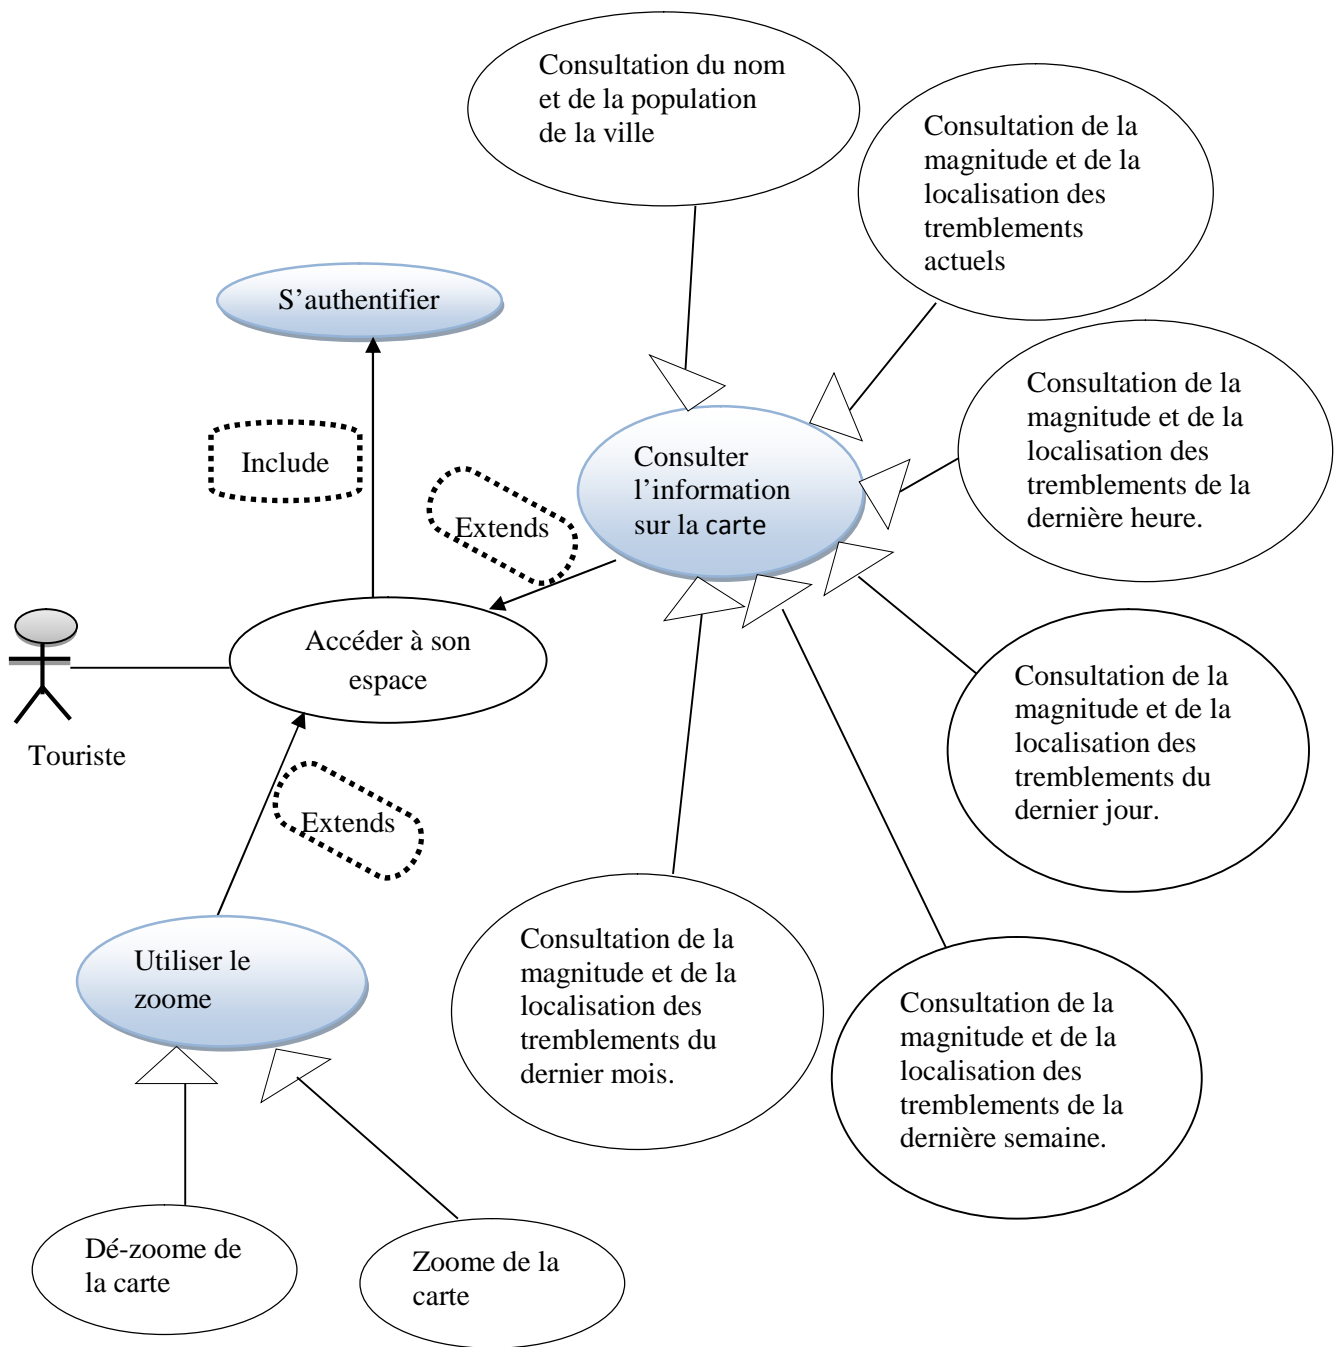 Consultation du nom
et de la population
de la ville
Consultation de la
magnitude et de la
localisation des
tremblements
actuels
S’authentifier
Consultation de la
magnitude et de la
localisation des
tremblements de la
dernière heure.
Include
Consulter
l’information
sur la carte
Extends
Accéder à son
espace
Touriste
Consultation de la
magnitude et de la
localisation des
tremblements du
dernier jour.
Extends
Utiliser le
zoome
Consultation de la
magnitude et de la
localisation des
tremblements du
dernier mois.
Consultation de la
magnitude et de la
localisation des
tremblements de la
dernière semaine.
Dé-zoome de
la carte
Zoome de la
carte